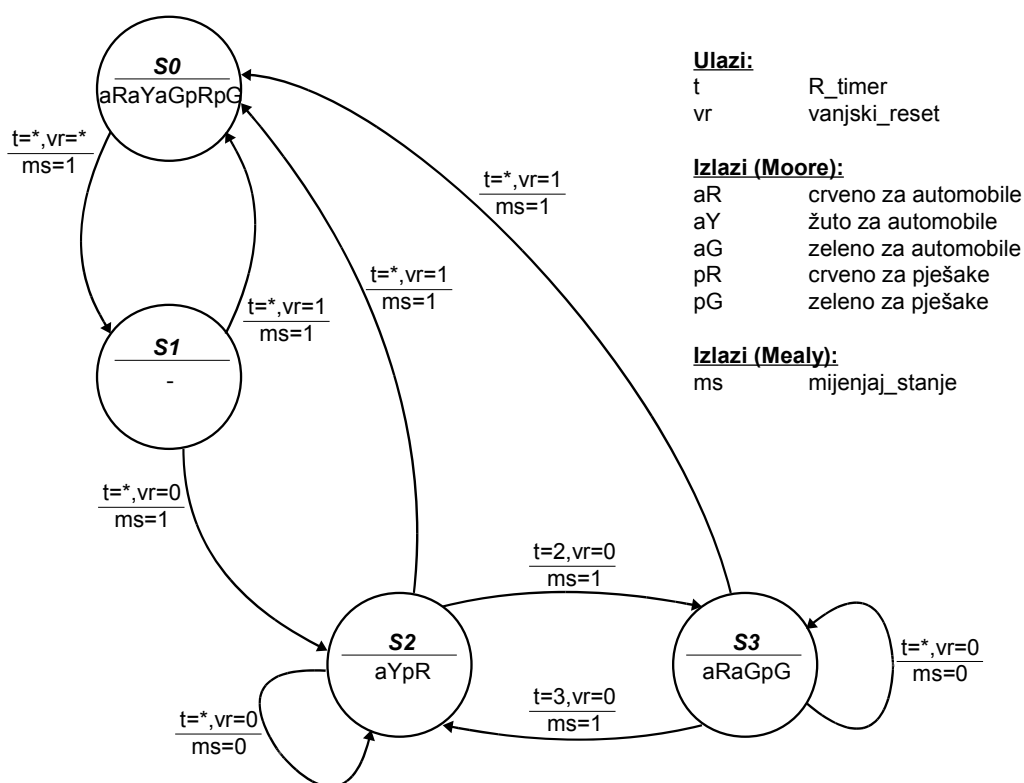 S0
aRaYaGpRpG
t=*,vr=*
ms=1
t=*,vr=1
ms=1
t=*,vr=1
ms=1
t=*,vr=1
ms=1
S1
-
t=*,vr=0
ms=1
t=2,vr=0
ms=1
S2
aYpR
S3
aRaGpG
t=*,vr=0
ms=0
t=3,vr=0
ms=1
t=*,vr=0
ms=0
Ulazi:
t R_timer
vr vanjski_reset
Izlazi (Moore):
aR crveno za automobile
aY žuto za automobile
aG zeleno za automobile
pR crveno za pješake
pG zeleno za pješake
Izlazi (Mealy):
ms mijenjaj_stanje